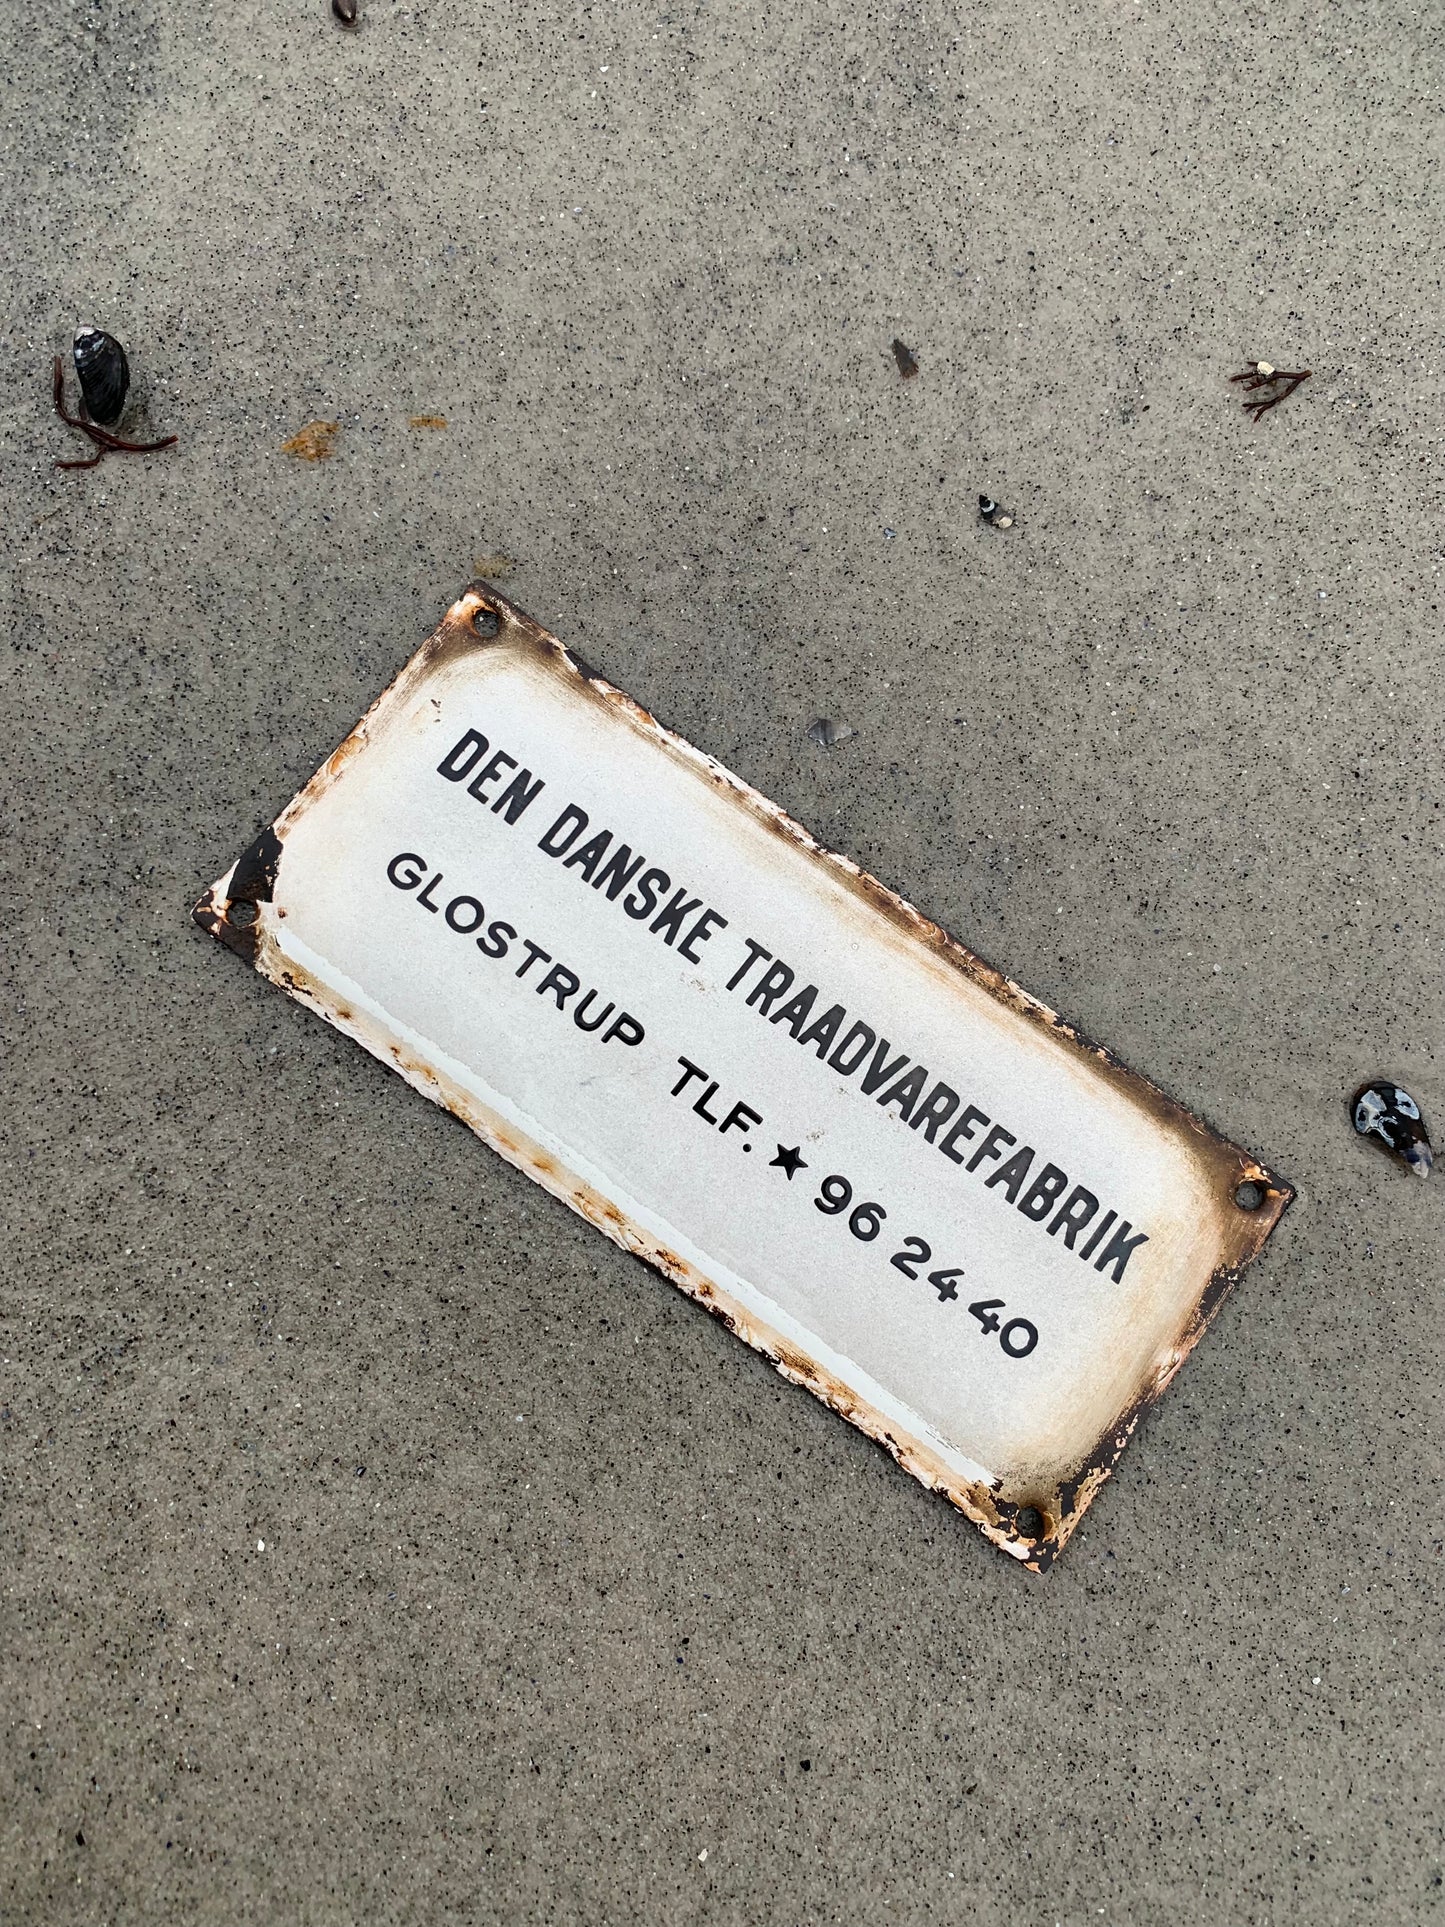 DEN DANSKE TRAADVAREFABRIK
GLOSTRUP TLF. ★ 96 24 40